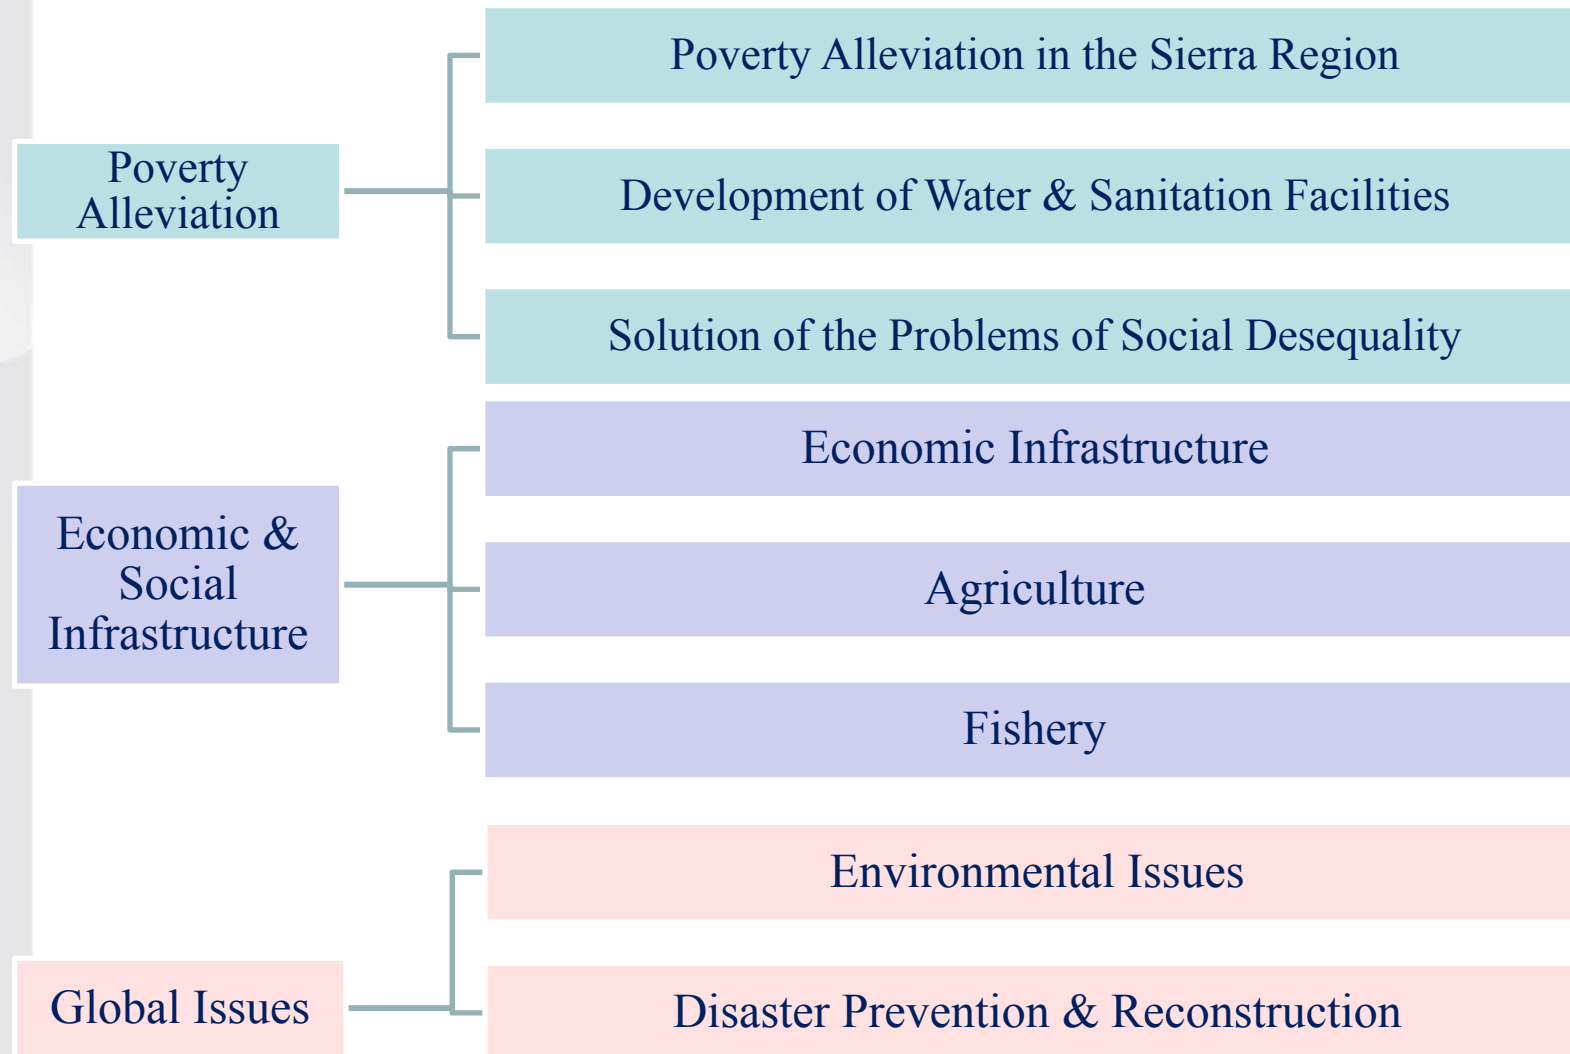 Poverty
Alleviation
Poverty Alleviation in the Sierra Region
Development of Water & Sanitation Facilities
Solution of the Problems of Social Desequality
Economic &
Social
Infrastructure
Economic Infrastructure
Agriculture
Fishery
Global Issues
Environmental Issues
Disaster Prevention & Reconstruction